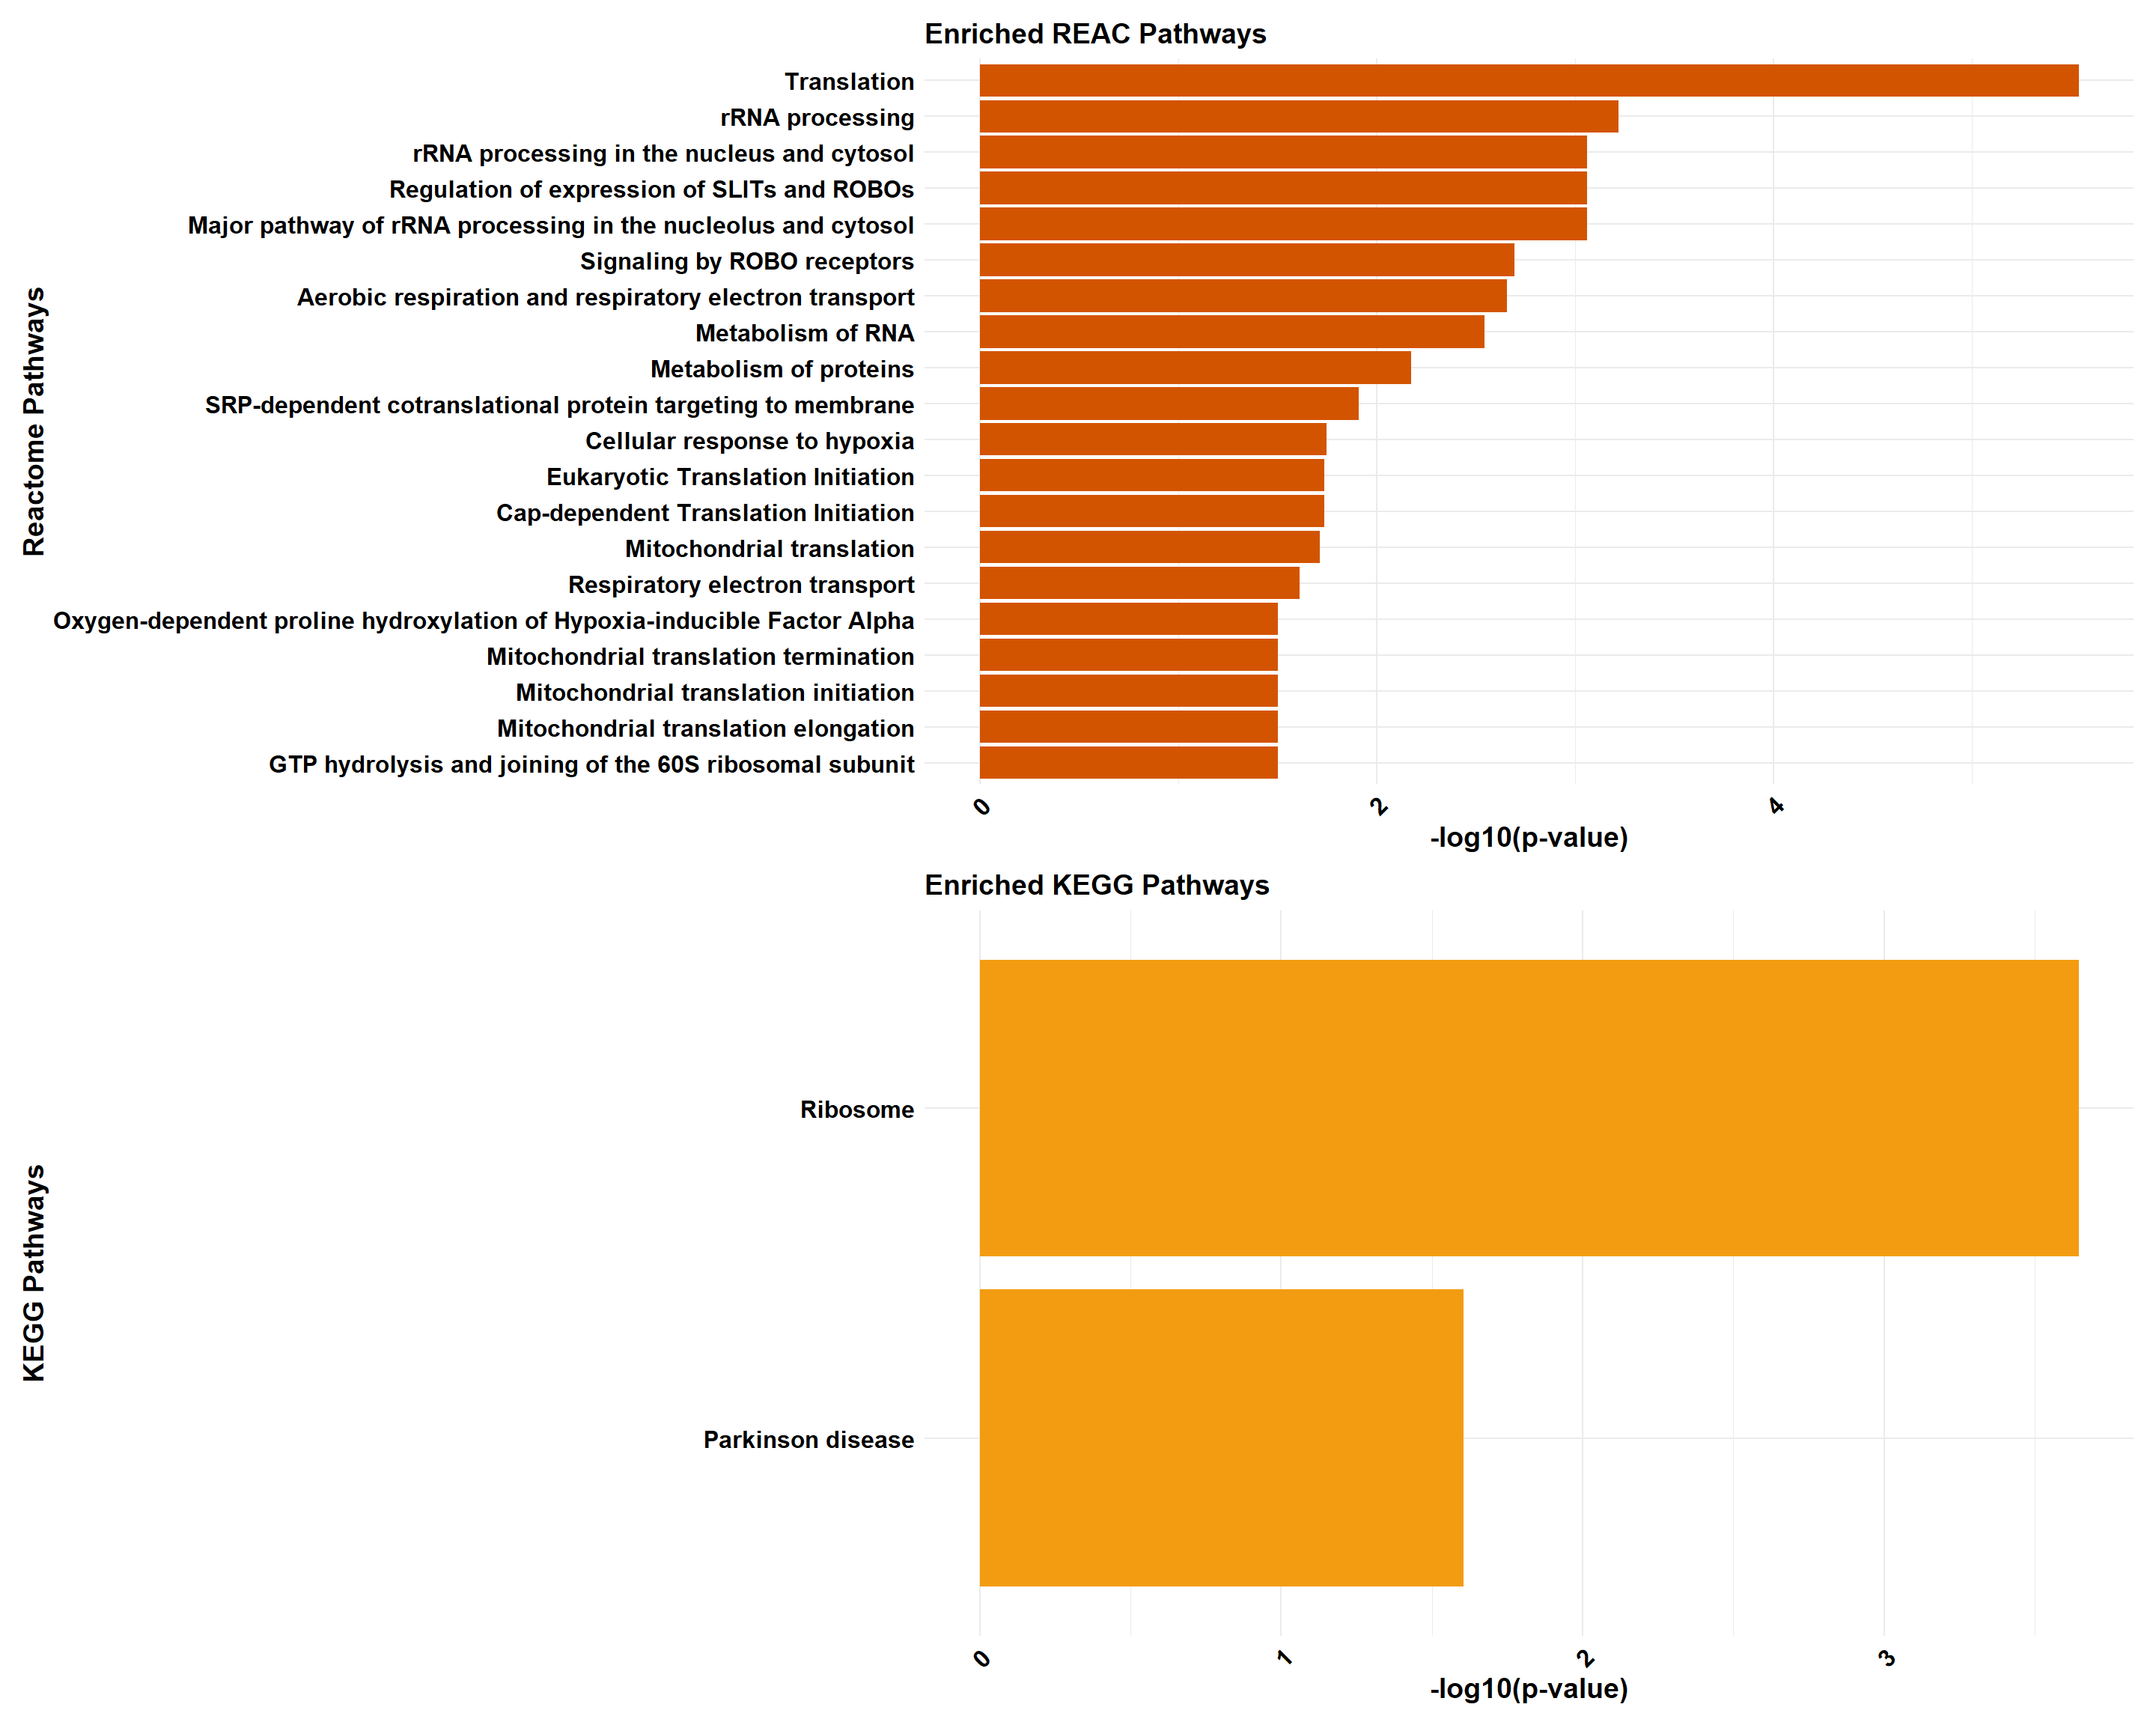 Enriched REAC Pathways
Reactome Pathways
Translation
rRNA processing
rRNA processing in the nucleus and cytosol
Regulation of expression of SLITs and ROBOs
Major pathway of rRNA processing in the nucleolus and cytosol
Signaling by ROBO receptors
Aerobic respiration and respiratory electron transport
Metabolism of RNA
Metabolism of proteins
SRP-dependent cotranslational protein targeting to membrane
Cellular response to hypoxia
Eukaryotic Translation Initiation
Cap-dependent Translation Initiation
Mitochondrial translation
Respiratory electron transport
Oxygen-dependent proline hydroxylation of Hypoxia-inducible Factor Alpha
Mitochondrial translation termination
Mitochondrial translation initiation
Mitochondrial translation elongation
GTP hydrolysis and joining of the 60S ribosomal subunit
0 2 4
-log10(p-value)
Enriched KEGG Pathways
KEGG Pathways
Ribosome
Parkinson disease
0 1 2 3
-log10(p-value)